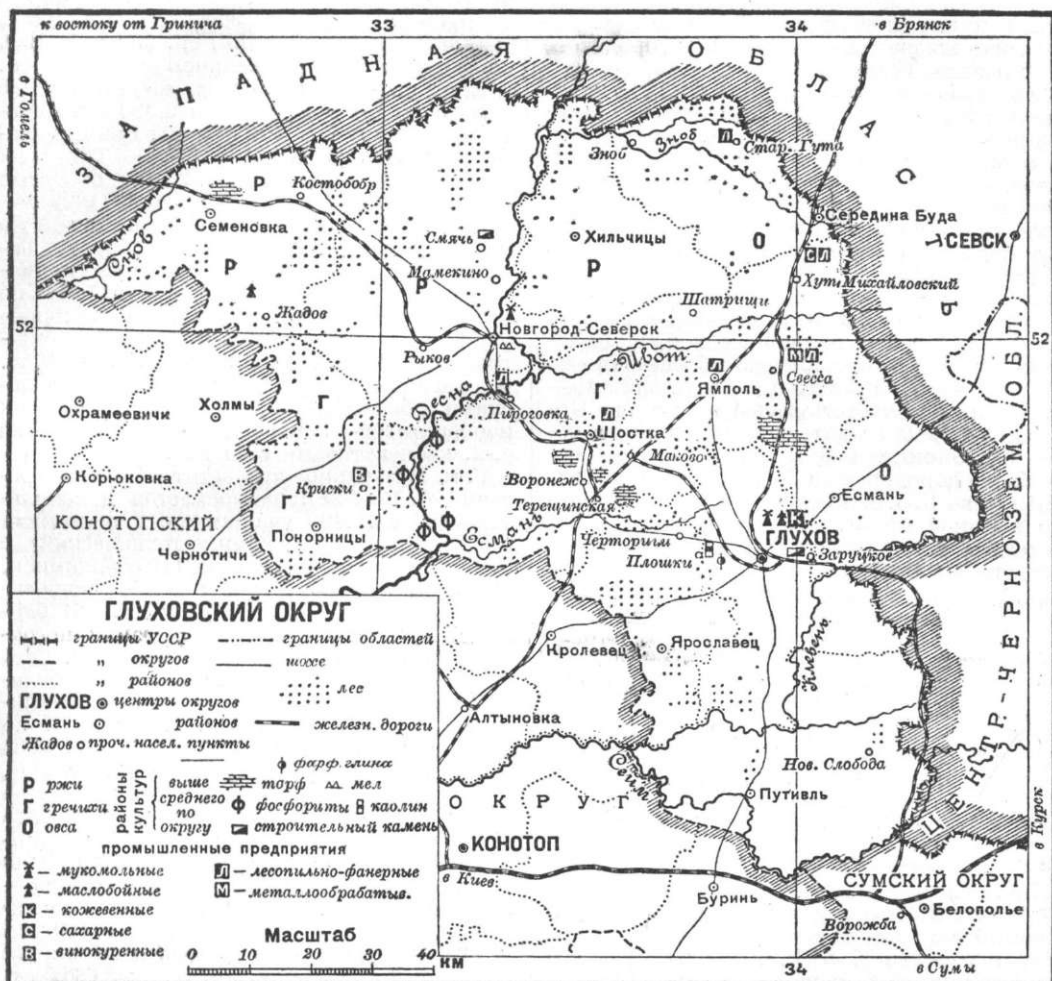 к востоку от Гринича 33 34 в Брянск
в Гомель
ЗАПАДНАЯ ОБЛАСТЬ
Зноб
Зноб
Л
Стар. Гута
Р
Костобобр
Семеновка
Середина Буда
Снов
Смячь
Хильчицы
О
СЕВСК
Р
Мамекино
Р
Р
С Л
Хут. Михайловский
Жадов
Шатрищи
52 Новгород-Северск 52
Рыков
Ивот
М Л
Свесса
Л
Л
Ямполь
Г
Г
Десна
Охрамеевичи
Холмы
Пироговка
Л
Шостка
Маково
О
Корюковка
В
Криски
Воронеж
Есмань
КОНОТОПСКИЙ
Г
Г
Терещинская
К
Понорницы
Есмань
Чернотичи
Черториги
ГЛУХОВ
Заруцкое
Плошки
Клевень
Кролевец
Ярославец
Алтыновка
Нов. Слобода
Сейм
Путивль
ОКРУГ
КОНОТОП
в Киев
Буринь
СУМСКИЙ ОКРУГ
Ворожба
Белополье
ЦЕНТР.-ЧЕРНОЗЕМ. ОБЛ.
в Курск
34 в Сумы
ГЛУХОВСКИЙ ОКРУГ
границы УССР
границы областей
„ округов
шоссе
„ районов
лес
ГЛУХОВ центры округов
Есмань районов
железн. дороги
Жадов проч. насел. пункты
фарф. глина
Р ржи
Г гречихи
О овса
районы культур
выше среднего по округу
торф
мел
фосфориты
каолин
строительный камень
промышленные предприятия
– мукомольные
– маслобойные
К – кожевенные
С – сахарные
В – винокуренные
Л – лесопильно-фанерные
М – металлообрабатыв.
Масштаб
0 10 20 30 40 КМ